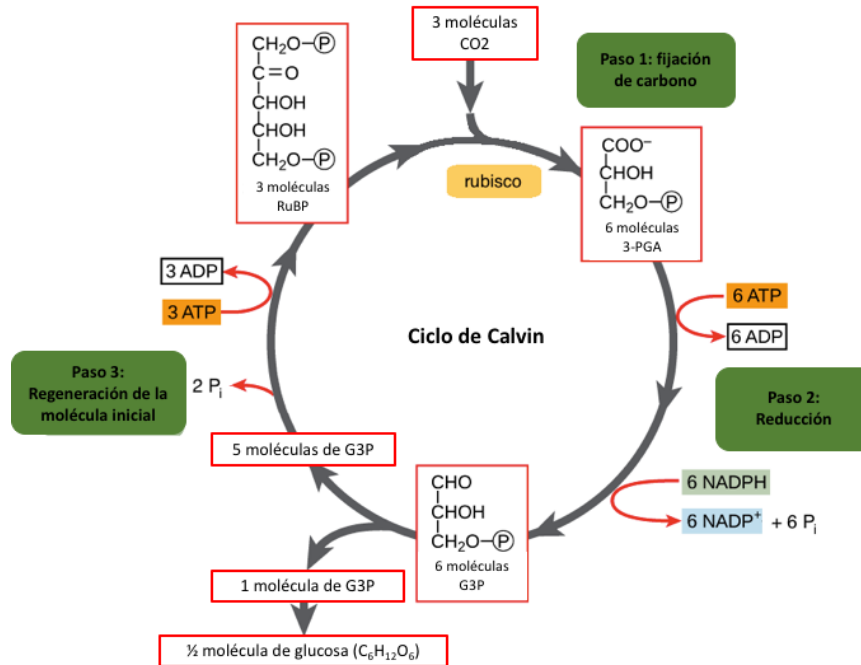 3 moléculas
CO2
Paso 1: fijación
de carbono
CH₂O—Ⓟ
C=O
CHOH
CHOH
CH₂O—Ⓟ
3 moléculas
RuBP
rubisco
COO⁻
CHOH
CH₂O—Ⓟ
6 moléculas
3-PGA
3 ADP
3 ATP
Ciclo de Calvin
6 ATP
6 ADP
Paso 3:
Regeneración de la
molécula inicial
2 Pᵢ
Paso 2:
Reducción
5 moléculas de G3P
6 NADPH
6 NADP⁺ + 6 Pᵢ
CHO
CHOH
CH₂O—Ⓟ
6 moléculas
G3P
1 molécula de G3P
½ molécula de glucosa (C₆H₁₂O₆)